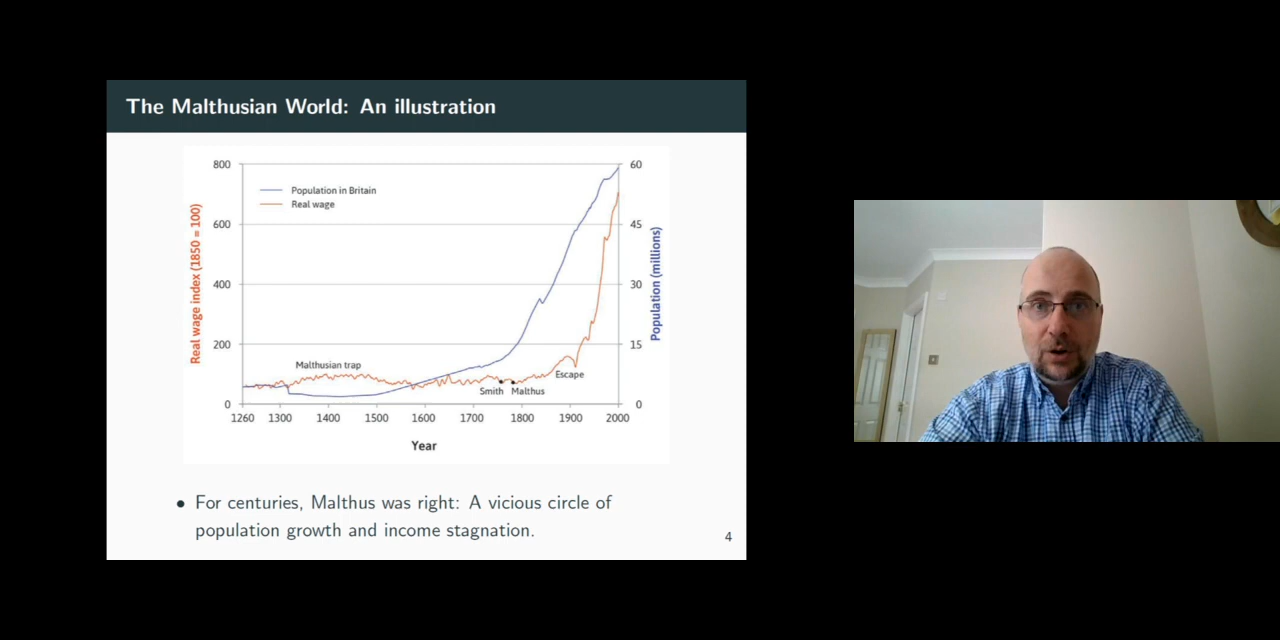 The Malthusian World: An illustration
800
600
400
200
0
60
45
30
15
0
Real wage index (1850 = 100)
Population (millions)
Population in Britain
Real wage
Malthusian trap
Smith
Malthus
Escape
1260 1300 1400 1500 1600 1700 1800 1900 2000
Year
• For centuries, Malthus was right: A vicious circle of
population growth and income stagnation.
4